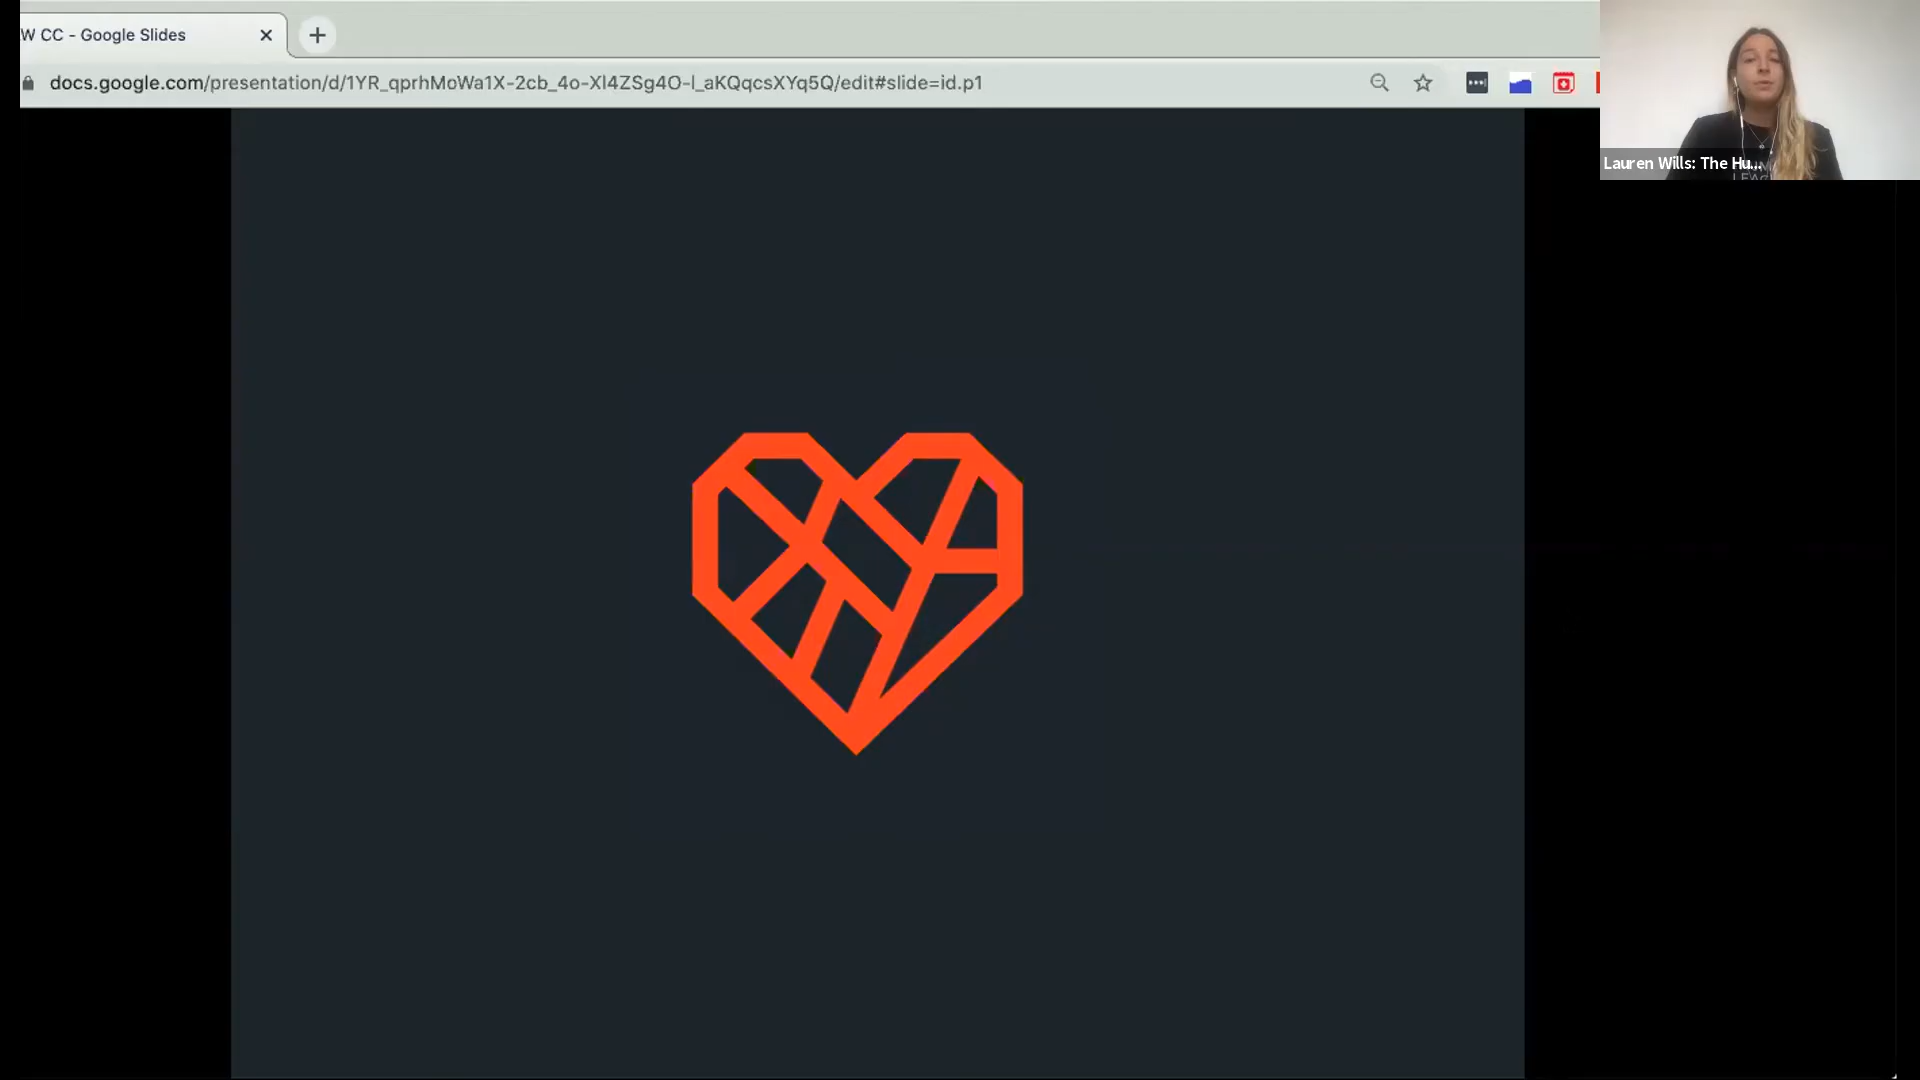 W CC - Google Slides
docs.google.com/presentation/d/1YR_qprhMoWa1X-2cb_4o-Xl4ZSg4O-l_aKQqcsXYq5Q/edit#slide=id.p1
Lauren Wills: The Hu...